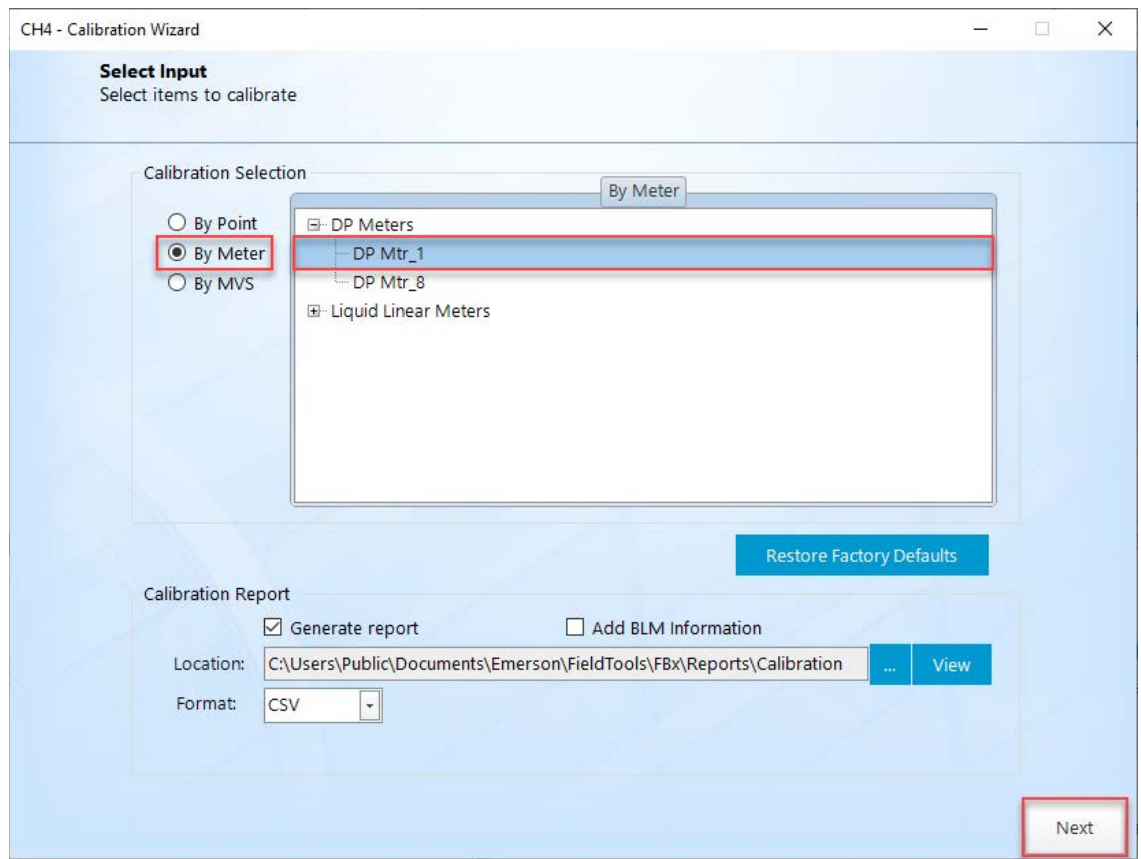 CH4 - Calibration Wizard
Select Input
Select items to calibrate
Calibration Selection
By Meter
By Point
By Meter
By MVS
DP Meters
DP Mtr_1
DP Mtr_8
Liquid Linear Meters
Restore Factory Defaults
Calibration Report
Generate report
Add BLM Information
Location: C:\Users\Public\Documents\Emerson\FieldTools\FBx\Reports\Calibration ... View
Format: CSV
Next